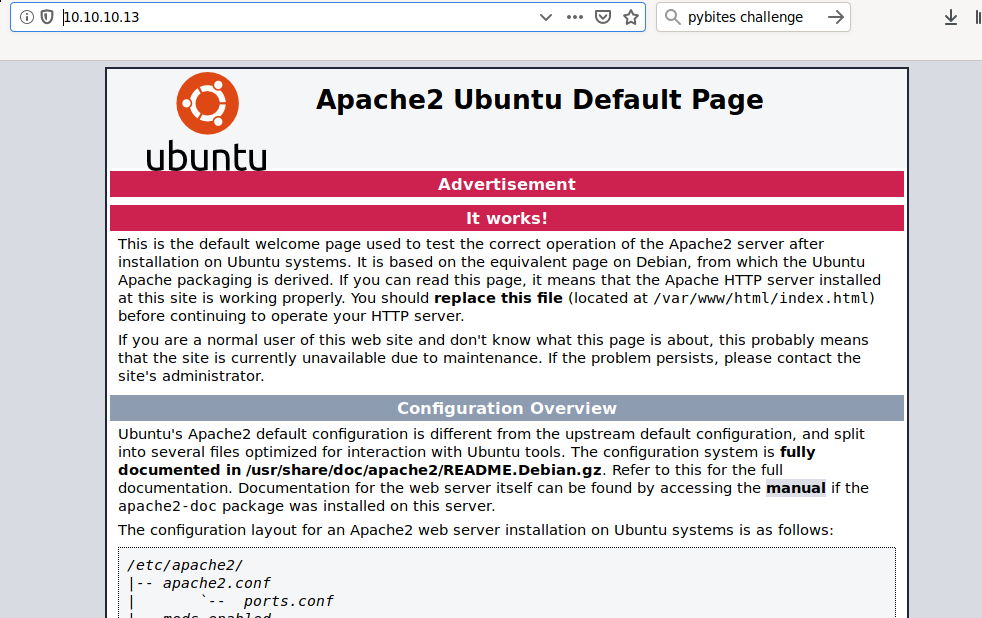 10.10.10.13
pybites challenge
Apache2 Ubuntu Default Page
ubuntu
Advertisement
It works!
This is the default welcome page used to test the correct operation of the Apache2 server after
installation on Ubuntu systems. It is based on the equivalent page on Debian, from which the Ubuntu
Apache packaging is derived. If you can read this page, it means that the Apache HTTP server installed
at this site is working properly. You should replace this file (located at /var/www/html/index.html)
before continuing to operate your HTTP server.
If you are a normal user of this web site and don't know what this page is about, this probably means
that the site is currently unavailable due to maintenance. If the problem persists, please contact the
site's administrator.
Configuration Overview
Ubuntu's Apache2 default configuration is different from the upstream default configuration, and split
into several files optimized for interaction with Ubuntu tools. The configuration system is fully
documented in /usr/share/doc/apache2/README.Debian.gz. Refer to this for the full
documentation. Documentation for the web server itself can be found by accessing the manual if the
apache2-doc package was installed on this server.
The configuration layout for an Apache2 web server installation on Ubuntu systems is as follows:
/etc/apache2/
|-- apache2.conf
|       `--  ports.conf
|-- mods-enabled